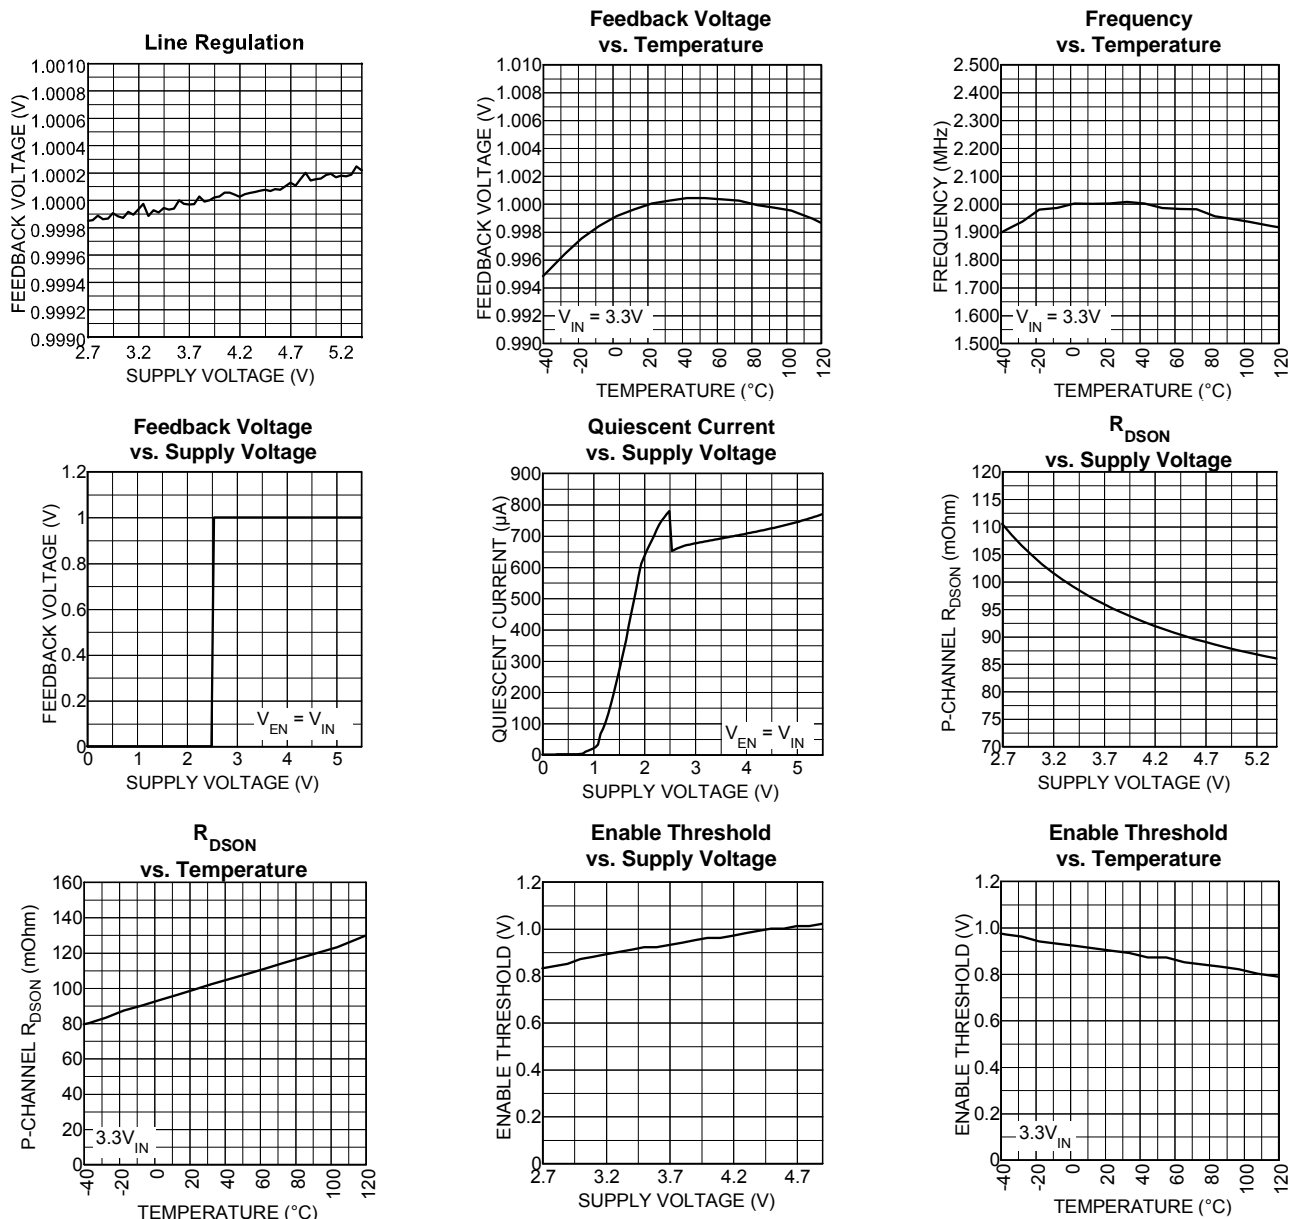 Line Regulation
FEEDBACK VOLTAGE (V)
1.0010
1.0008
1.0006
1.0004
1.0002
1.0000
0.9998
0.9996
0.9994
0.9992
0.9990
2.7 3.2 3.7 4.2 4.7 5.2
SUPPLY VOLTAGE (V)
Feedback Voltage
vs. Temperature
FEEDBACK VOLTAGE (V)
1.010
1.008
1.006
1.004
1.002
1.000
0.998
0.996
0.994
0.992
0.990
VIN = 3.3V
-40 -20 0 20 40 60 80 100 120
TEMPERATURE (°C)
Frequency
vs. Temperature
FREQUENCY (MHz)
2.500
2.400
2.300
2.200
2.100
2.000
1.900
1.800
1.700
1.600
1.500
VIN = 3.3V
-40 -20 0 20 40 60 80 100 120
TEMPERATURE (°C)
Feedback Voltage
vs. Supply Voltage
FEEDBACK VOLTAGE (V)
1.2
1
0.8
0.6
0.4
0.2
0
VEN = VIN
0 1 2 3 4 5
SUPPLY VOLTAGE (V)
Quiescent Current
vs. Supply Voltage
QUIESCENT CURRENT (µA)
900
800
700
600
500
400
300
200
100
0
VEN = VIN
0 1 2 3 4 5
SUPPLY VOLTAGE (V)
RDSON
vs. Supply Voltage
P-CHANNEL RDSON (mOhm)
120
115
110
105
100
95
90
85
80
75
70
2.7 3.2 3.7 4.2 4.7 5.2
SUPPLY VOLTAGE (V)
RDSON
vs. Temperature
P-CHANNEL RDSON (mOhm)
160
140
120
100
80
60
40
20
0
3.3VIN
-40 -20 0 20 40 60 80 100 120
TEMPERATURE (°C)
Enable Threshold
vs. Supply Voltage
ENABLE THRESHOLD (V)
1.2
1.0
0.8
0.6
0.4
0.2
0
2.7 3.2 3.7 4.2 4.7
SUPPLY VOLTAGE (V)
Enable Threshold
vs. Temperature
ENABLE THRESHOLD (V)
1.2
1.0
0.8
0.6
0.4
0.2
0
3.3VIN
-40 -20 0 20 40 60 80 100 120
TEMPERATURE (°C)